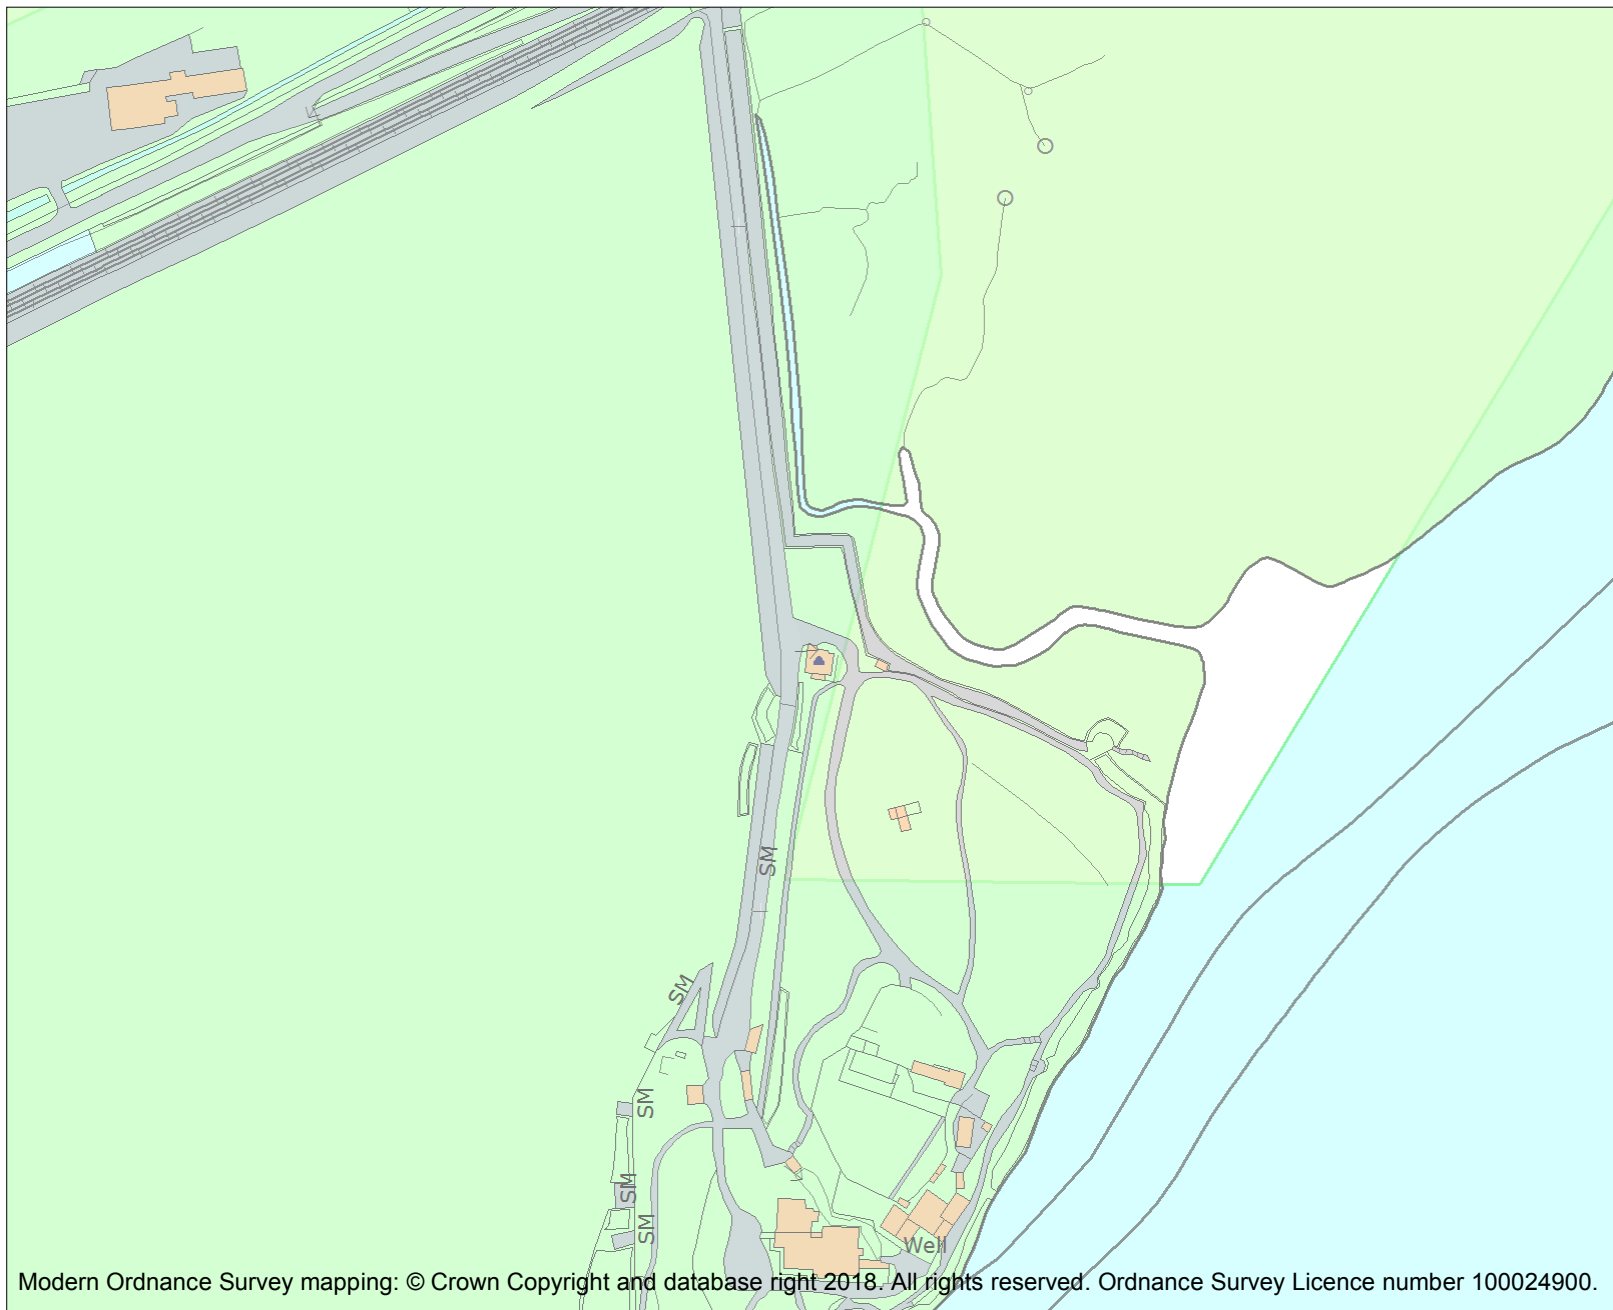 SM
SM
SM
SM
SM
Well
Modern Ordnance Survey mapping: © Crown Copyright and database right 2018. All rights reserved. Ordnance Survey Licence number 100024900.